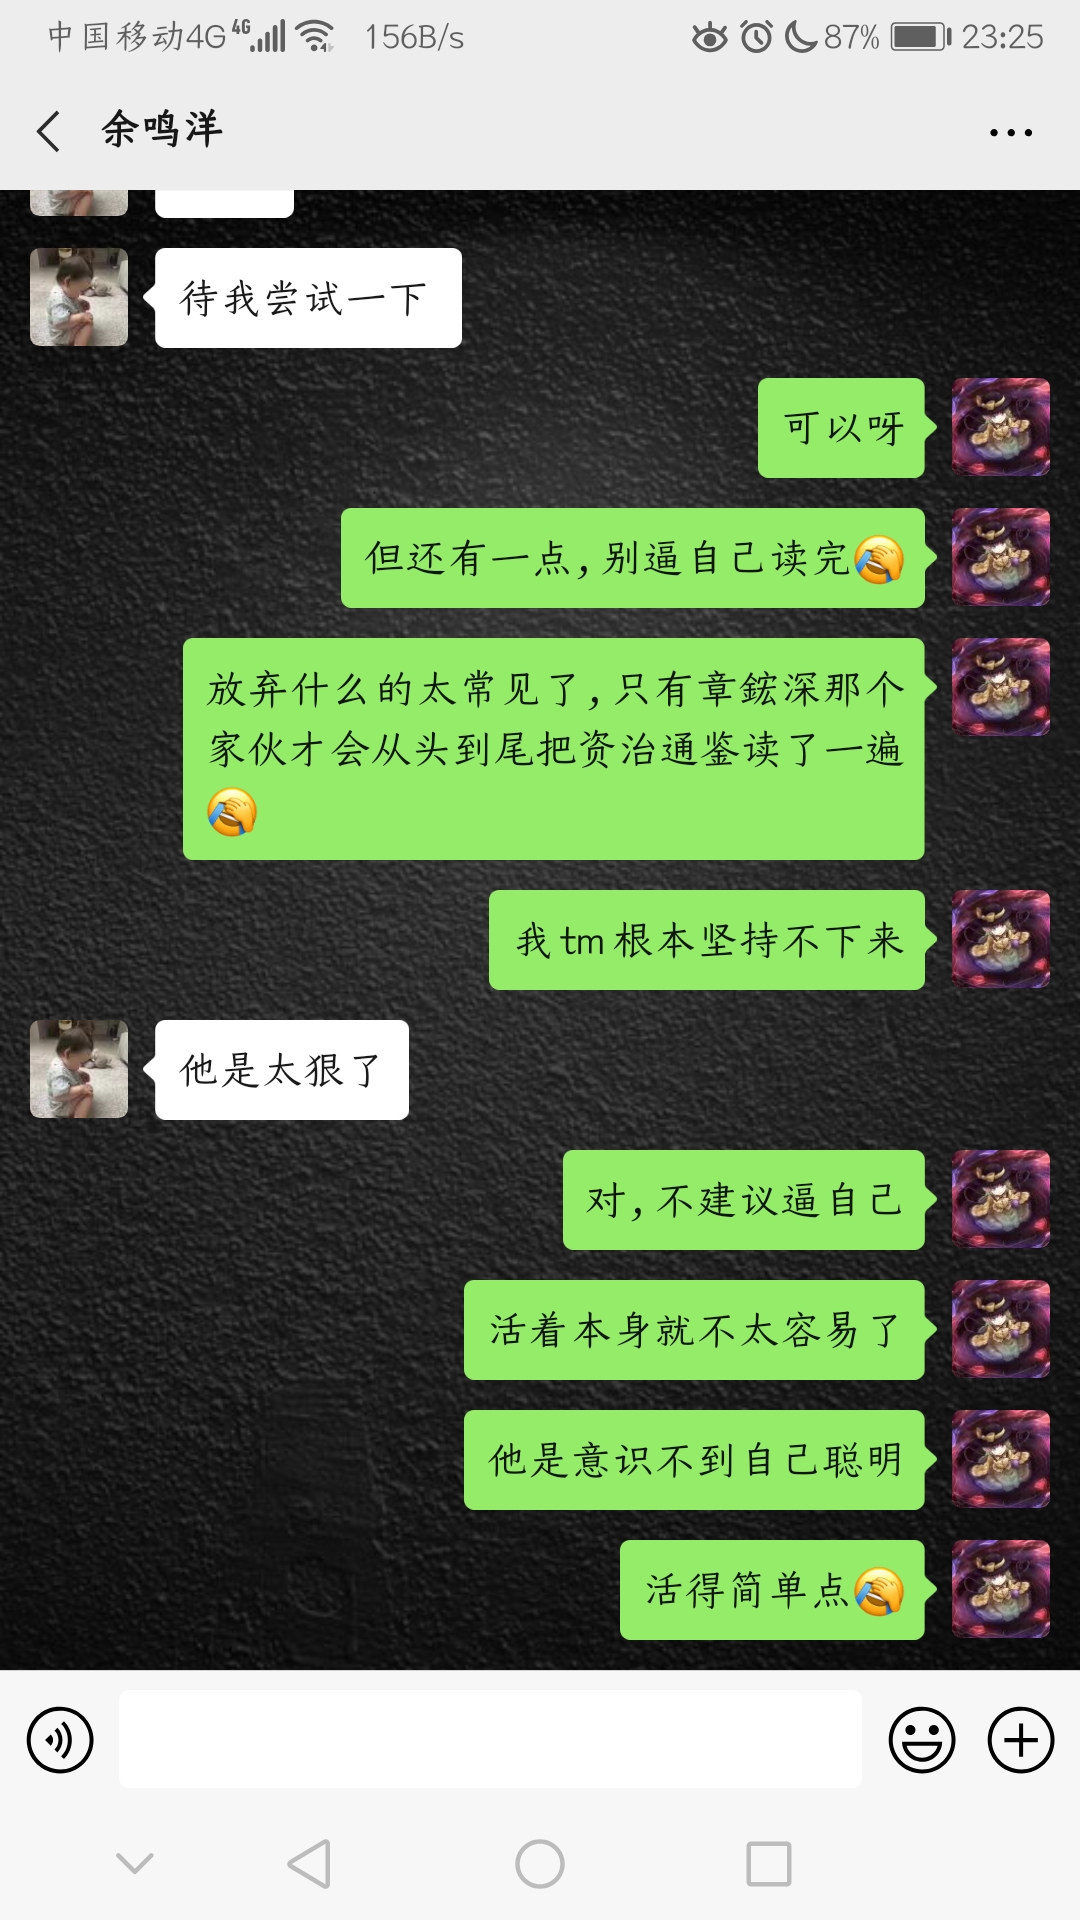 中国移动4G 4G 156B/s 87% 23:25
余鸣洋
待我尝试一下
可以呀
但还有一点,别逼自己读完🤦
放弃什么的太常见了,只有章鋐深那个
家伙才会从头到尾把资治通鉴读了一遍
🤦
我tm根本坚持不下来
他是太狠了
对,不建议逼自己
活着本身就不太容易了
他是意识不到自己聪明
活得简单点🤦